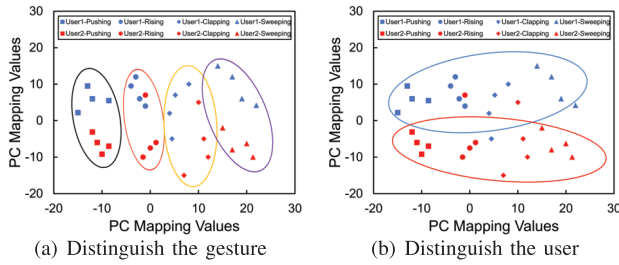 30
User1-Pushing User1-Rising User1-Clapping User1-Sweeping
User2-Pushing User2-Rising User2-Clapping User2-Sweeping
20
10
0
-10
-20
-20 -10 0 10 20 30
PC Mapping Values
PC Mapping Values
(a) Distinguish the gesture
30
User1-Pushing User1-Rising User1-Clapping User1-Sweeping
User2-Pushing User2-Rising User2-Clapping User2-Sweeping
20
10
0
-10
-20
-20 -10 0 10 20 30
PC Mapping Values
PC Mapping Values
(b) Distinguish the user